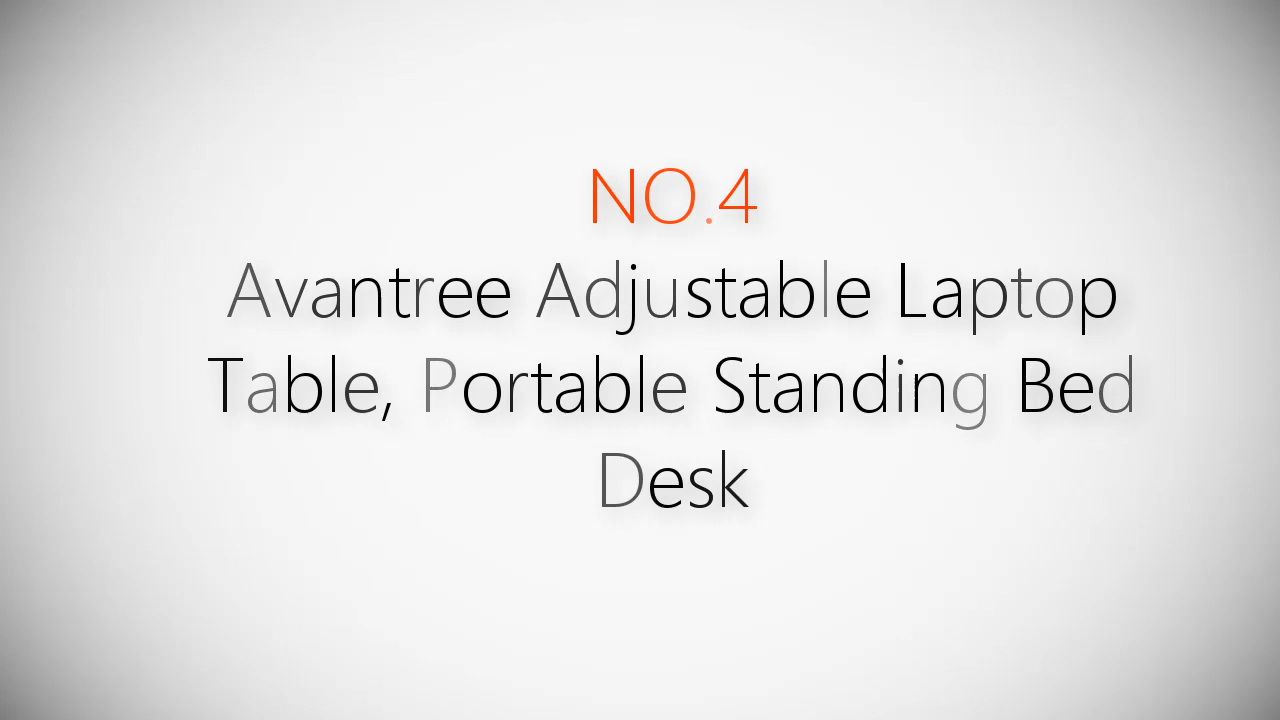 NO.4
Avantree Adjustable Laptop
Table, Portable Standing Bed
Desk